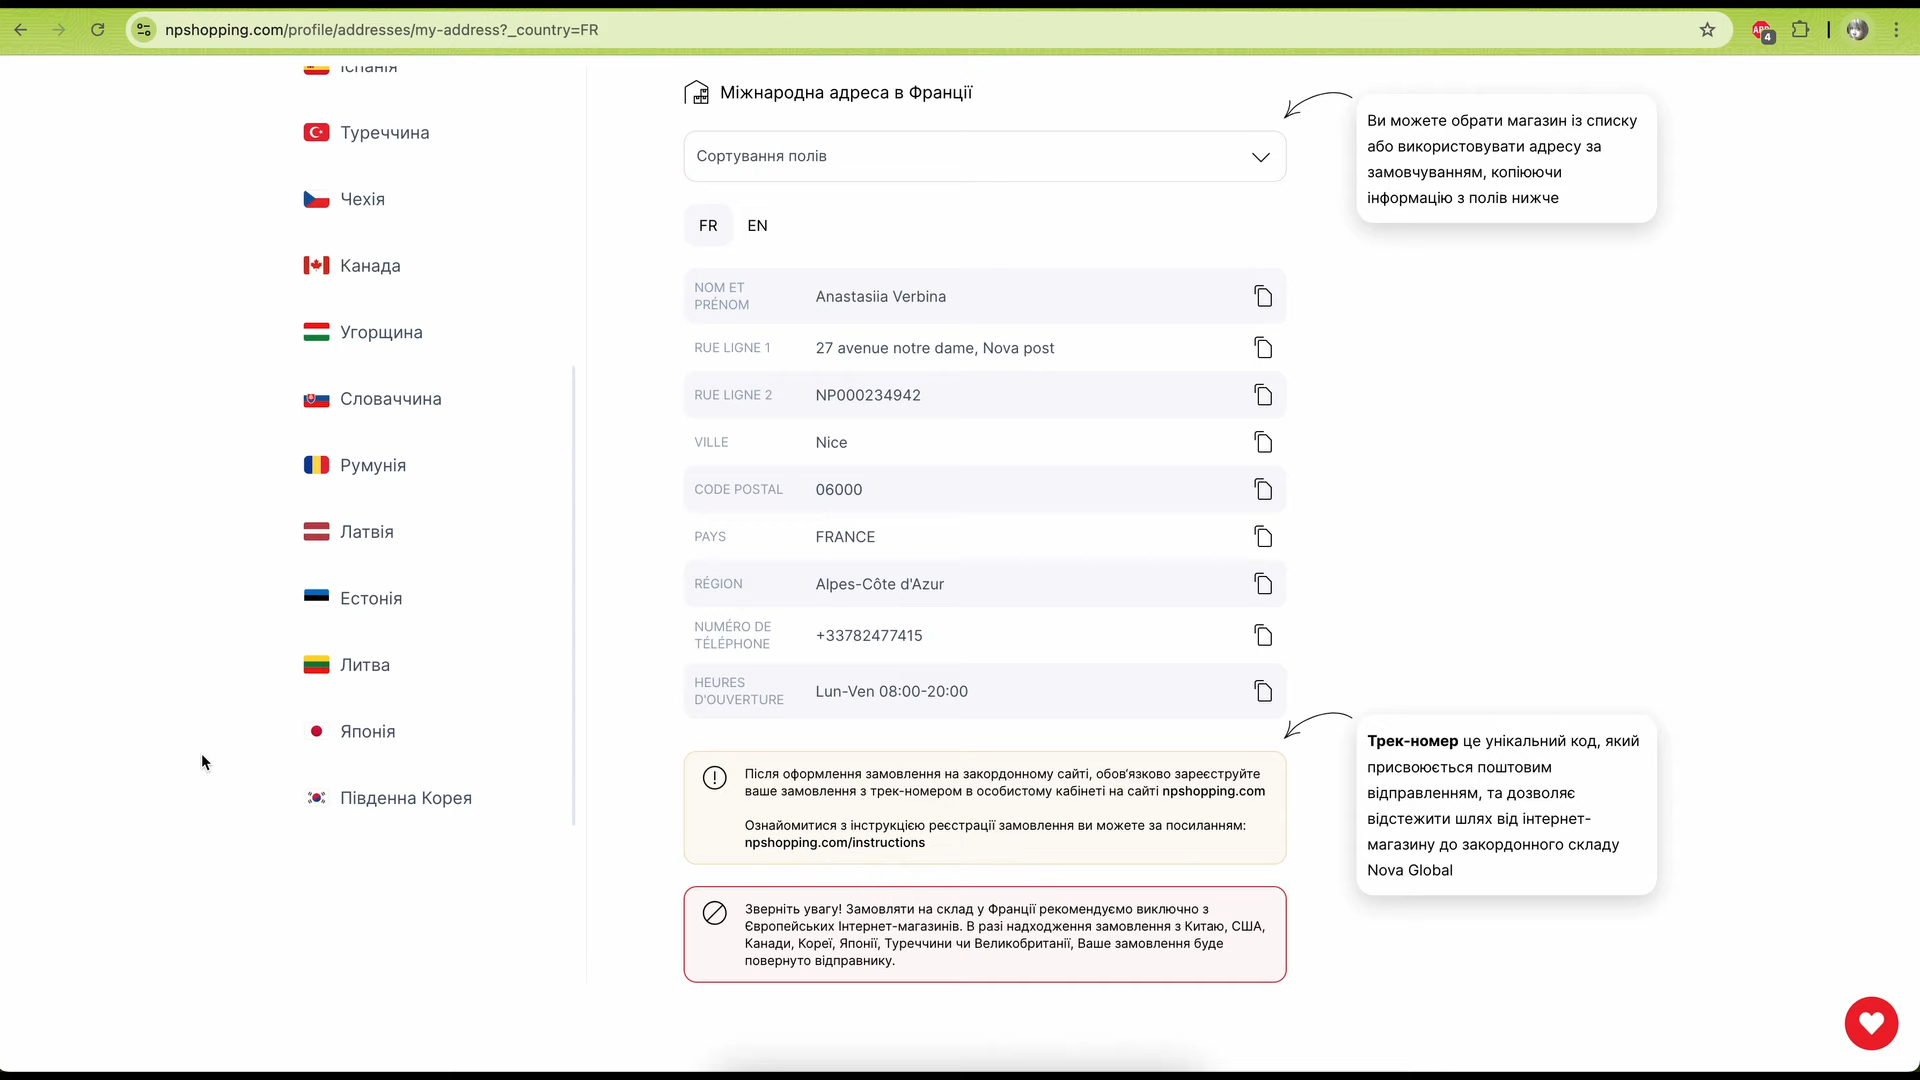 npshopping.com/profile/addresses/my-address?_country=FR
4
Іспанія
Туреччина
Чехія
Канада
Угорщина
Словаччина
Румунія
Латвія
Естонія
Литва
Японія
Південна Корея
Міжнародна адреса в Франції
Сортування полів
FR EN
NOM ET
PRÉNOM
Anastasiia Verbina
RUE LIGNE 1 27 avenue notre dame, Nova post
RUE LIGNE 2 NP000234942
VILLE Nice
CODE POSTAL 06000
PAYS FRANCE
RÉGION Alpes-Côte d'Azur
NUMÉRO DE
TÉLÉPHONE
+33782477415
HEURES
D'OUVERTURE
Lun-Ven 08:00-20:00
Після оформлення замовлення на закордонному сайті, обов'язково зареєструйте
ваше замовлення з трек-номером в особистому кабінеті на сайті npshopping.com
Ознайомитися з інструкцією реєстрації замовлення ви можете за посиланням:
npshopping.com/instructions
Зверніть увагу! Замовляти на склад у Франції рекомендуємо виключно з
Європейських Інтернет-магазинів. В разі надходження замовлення з Китаю, США,
Канади, Кореї, Японії, Туреччини чи Великобританії, Ваше замовлення буде
повернуто відправнику.
Ви можете обрати магазин із списку
або використовувати адресу за
замовчуванням, копіюючи
інформацію з полів нижче
Трек-номер це унікальний код, який
присвоюється поштовим
відправленням, та дозволяє
відстежити шлях від інтернет-
магазину до закордонного складу
Nova Global